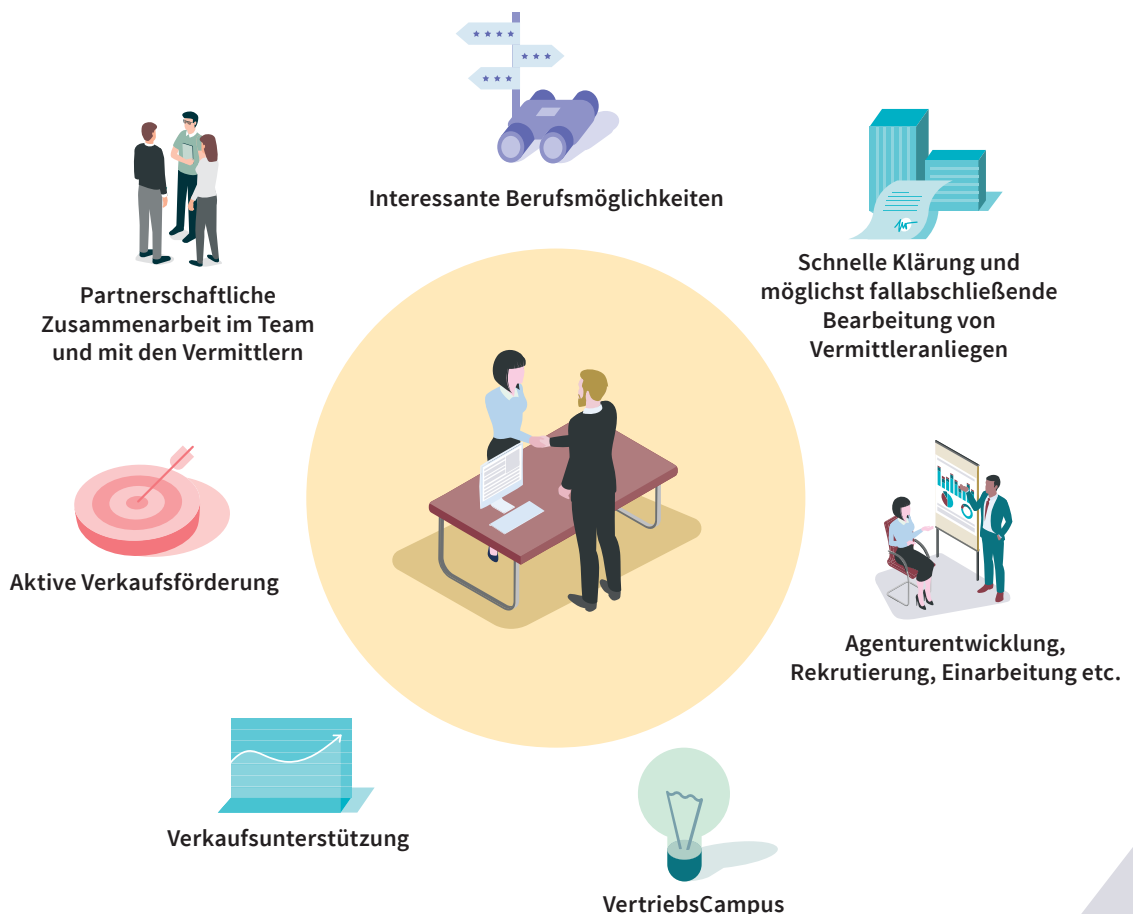 Interessante Berufsmöglichkeiten
Schnelle Klärung und
möglichst fallabschließende
Bearbeitung von
Vermittleranliegen
Partnerschaftliche
Zusammenarbeit im Team
und mit den Vermittlern
Aktive Verkaufsförderung
Agenturentwicklung,
Rekrutierung, Einarbeitung etc.
Verkaufsunterstützung
VertriebsCampus